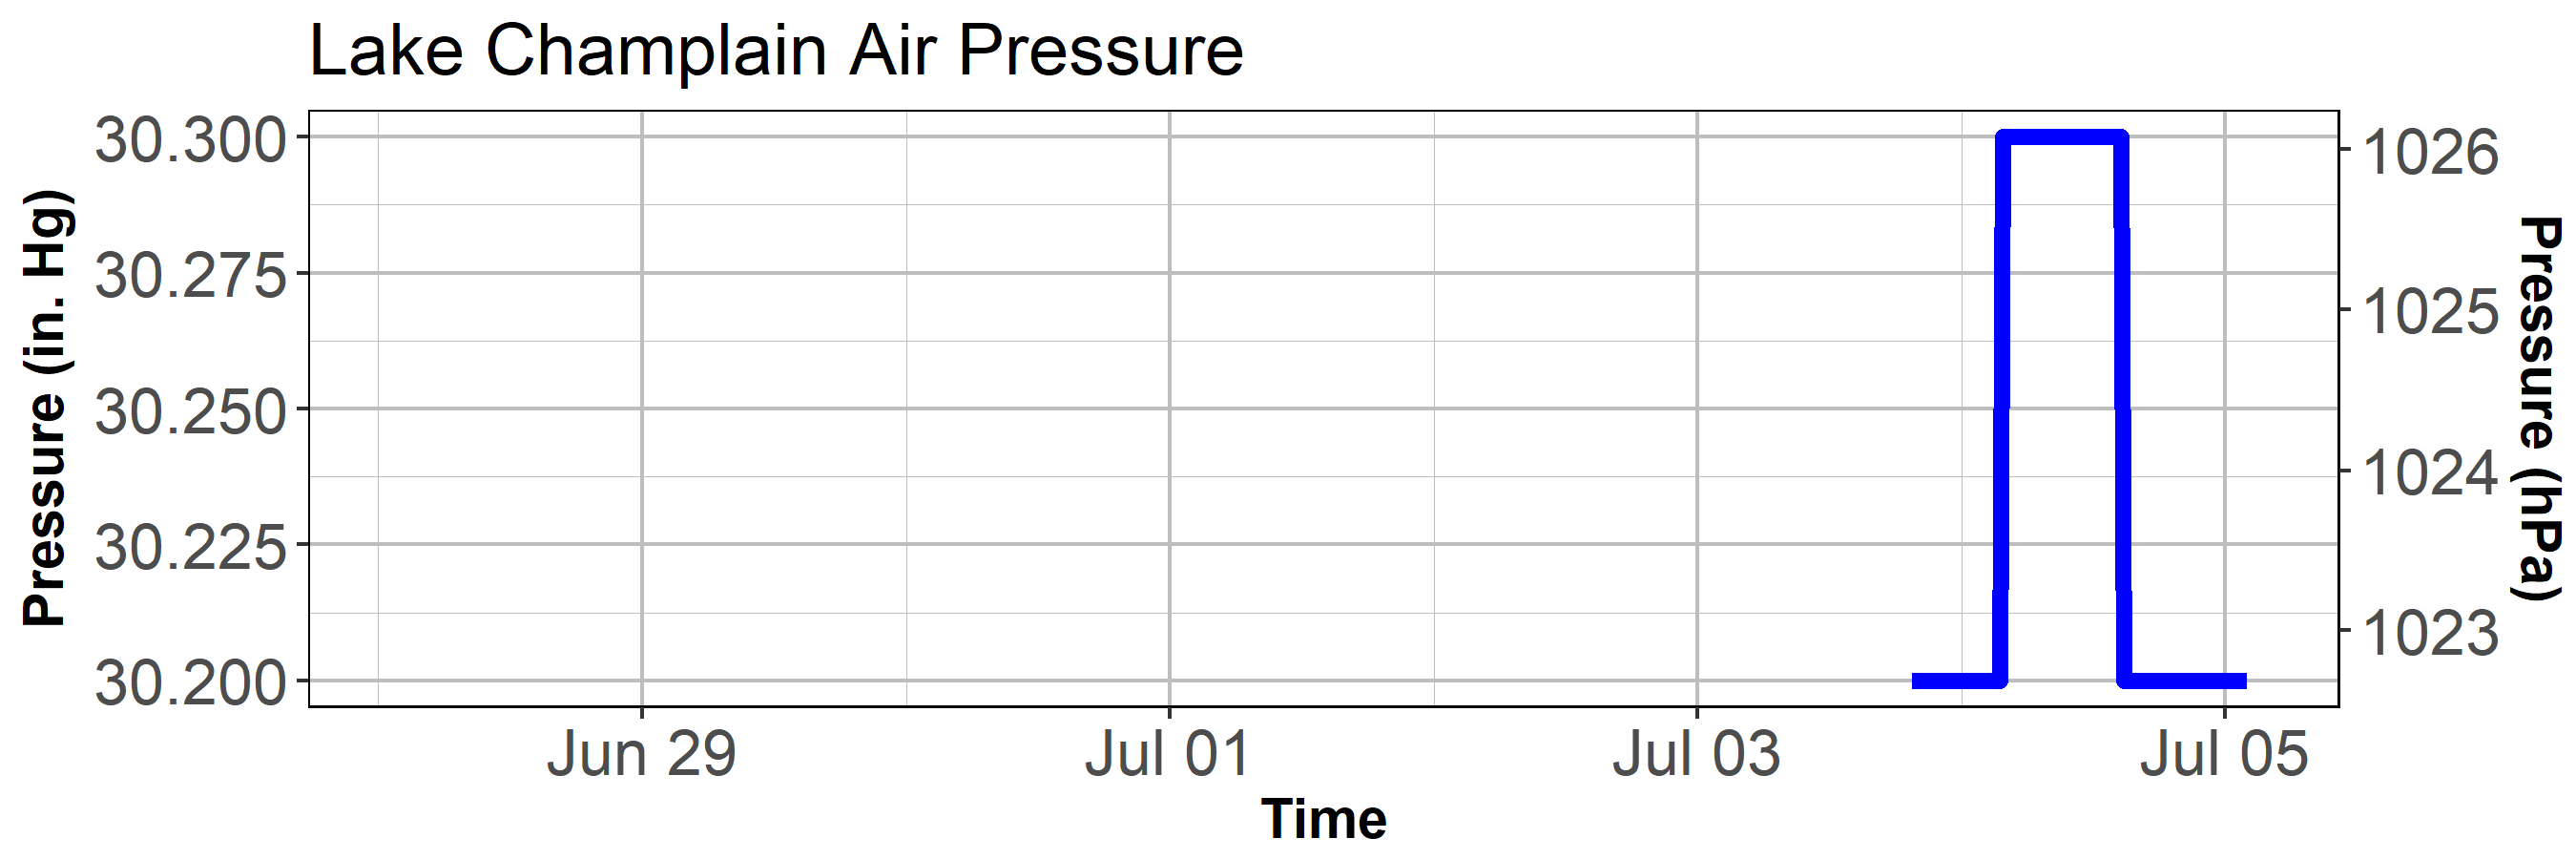 Lake Champlain Air Pressure
Pressure (in. Hg)
30.300
30.275
30.250
30.225
30.200
1026
1025
1024
1023
Pressure (hPa)
Jun 29 Jul 01 Jul 03 Jul 05
Time